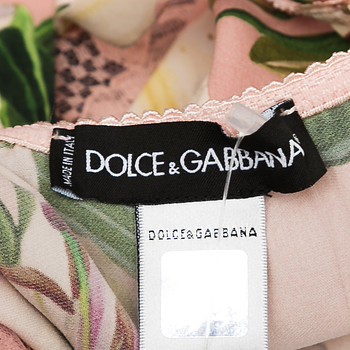 MADE IN ITALY
DOLCE & GABBANA
DOLCE&GABBANA